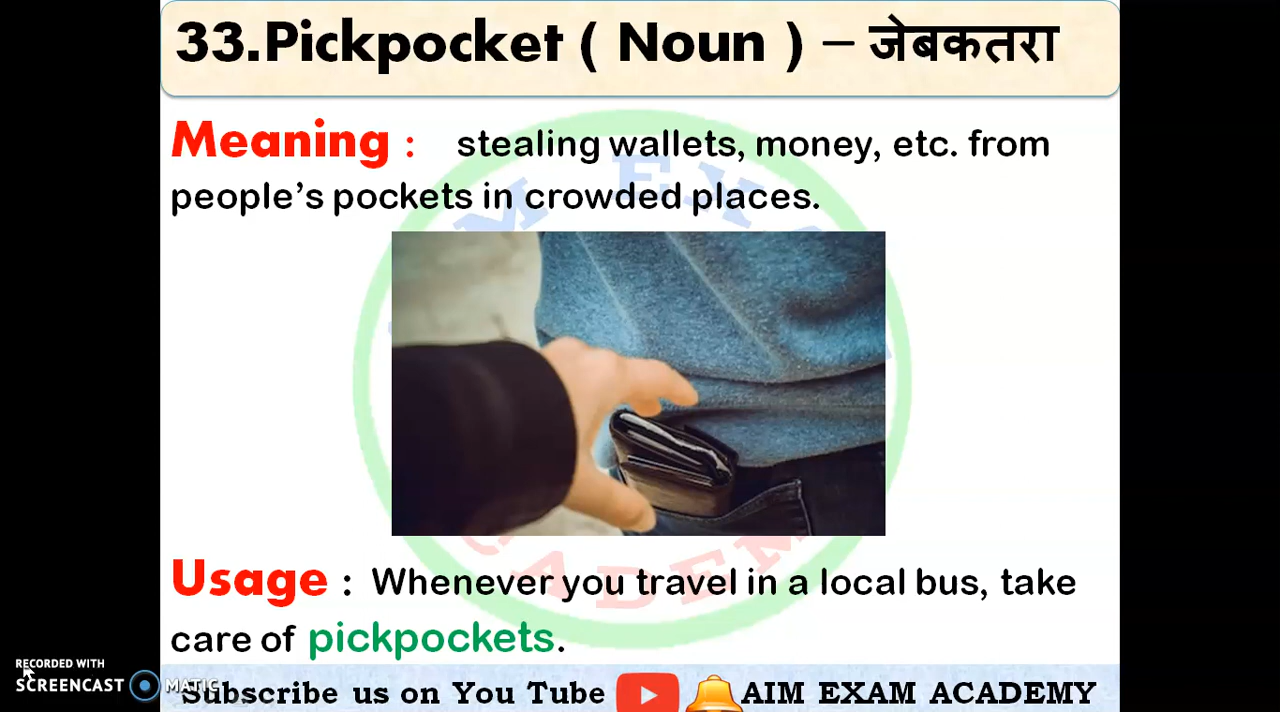 33.Pickpocket ( Noun ) – जेबकतरा
Meaning : stealing wallets, money, etc. from
people's pockets in crowded places.
Usage : Whenever you travel in a local bus, take
care of pickpockets.
RECORDED WITH
SCREENCAST MATIC
Subscribe us on You Tube AIM EXAM ACADEMY